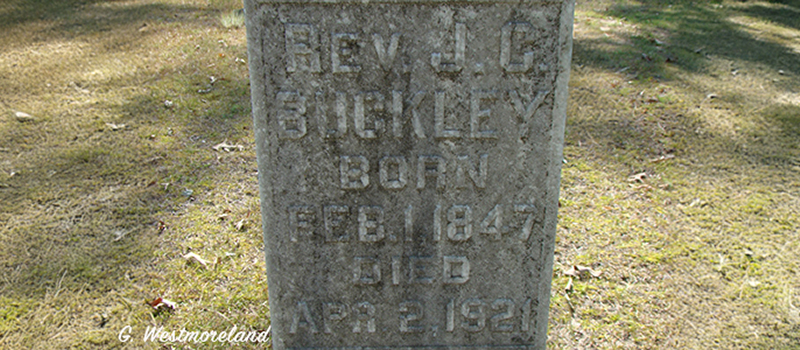 REV. J. C.
BUCKLEY
BORN
FEB. 1, 1847
DIED
APR 2, 1921
G Westmoreland